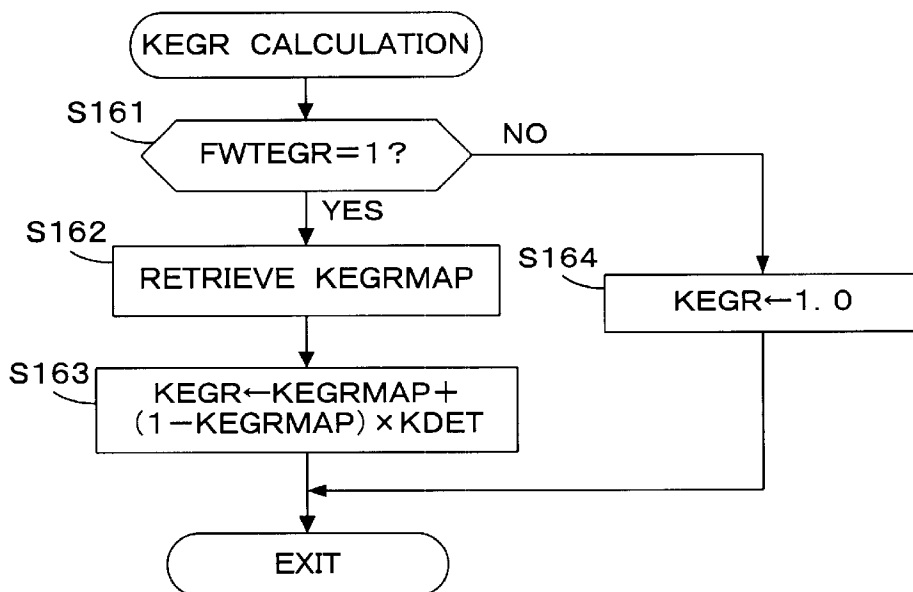 KEGR CALCULATION
S161
FWTEGR=1?
NO
YES
S162
RETRIEVE KEGRMAP
S164
KEGR←1.0
S163
KEGR←KEGRMAP+
(1-KEGRMAP)×KDET
EXIT